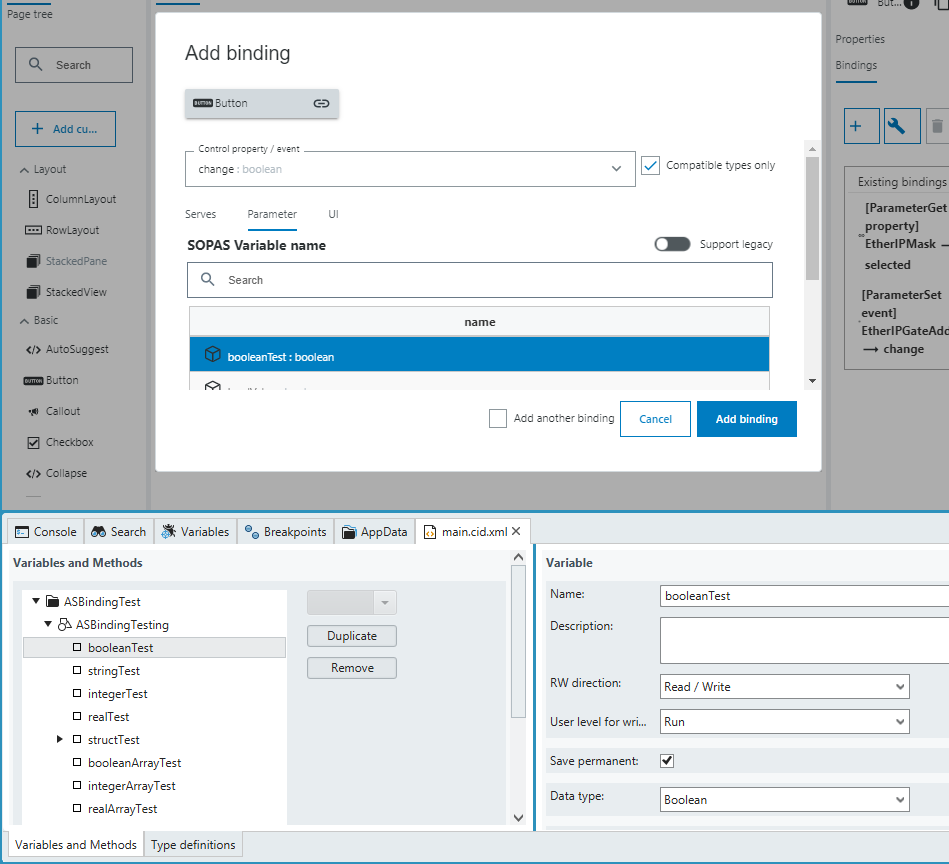 Page tree
Search
Add cu...
Layout
ColumnLayout
RowLayout
StackedPane
StackedView
Basic
AutoSuggest
BUTTON Button
Callout
Checkbox
Collapse
Add binding
BUTTON Button
Control property / event
change : boolean
Compatible types only
Serves Parameter UI
SOPAS Variable name
Support legacy
Search
name
booleanTest : boolean
Add another binding
Cancel
Add binding
But...
Properties
Bindings
Existing bindings
[ParameterGet
property]
EtherIPMask →
selected
[ParameterSet
event]
EtherIPGateAdd
→ change
Console Search Variables Breakpoints AppData main.cid.xml
Variables and Methods
ASBindingTest
ASBindingTesting
booleanTest
stringTest
integerTest
realTest
structTest
booleanArrayTest
integerArrayTest
realArrayTest
Duplicate
Remove
Variable
Name: booleanTest
Description:
RW direction: Read / Write
User level for wri... Run
Save permanent:
Data type: Boolean
Variables and Methods Type definitions